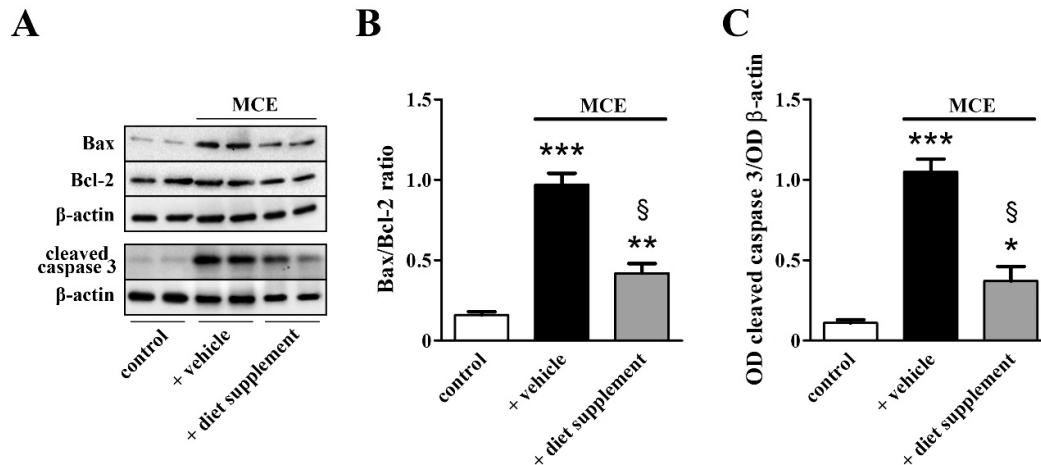 A
MCE
Bax
Bcl-2
β-actin
cleaved
caspase 3
β-actin
control
+ vehicle
+ diet supplement
B
Bax/Bcl-2 ratio
1.5
1.0
0.5
0
MCE
***
§
**
control
+ vehicle
+ diet supplement
C
OD cleaved caspase 3/OD β-actin
1.5
1.0
0.5
0
MCE
***
§
*
control
+ vehicle
+ diet supplement